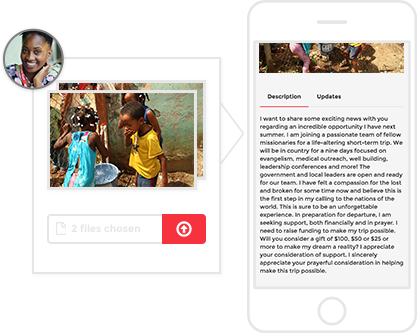 2 files chosen
Description Updates
I want to share some exciting news with you
regarding an incredible opportunity I have next
summer. I am joining a passionate team of fellow
missionaries for a life-altering short-term trip. We
will be in country for a nine days focused on
evangelism, medical outreach, well building,
leadership conferences and more! The
government and local leaders are open and ready
for our team. I have felt a compassion for the lost
and broken for some time now and believe this is
the first step in my calling to the nations of the
world. This is sure to be an unforgettable
experience. In preparation for departure, I am
seeking support, both financially and in prayer. I
need to raise funding to make my trip possible.
Will you consider a gift of $100, $50 or $25 or
more to make my dream a reality? I appreciate
your consideration of support. I sincerely
appreciate your prayerful consideration in helping
make this trip possible.